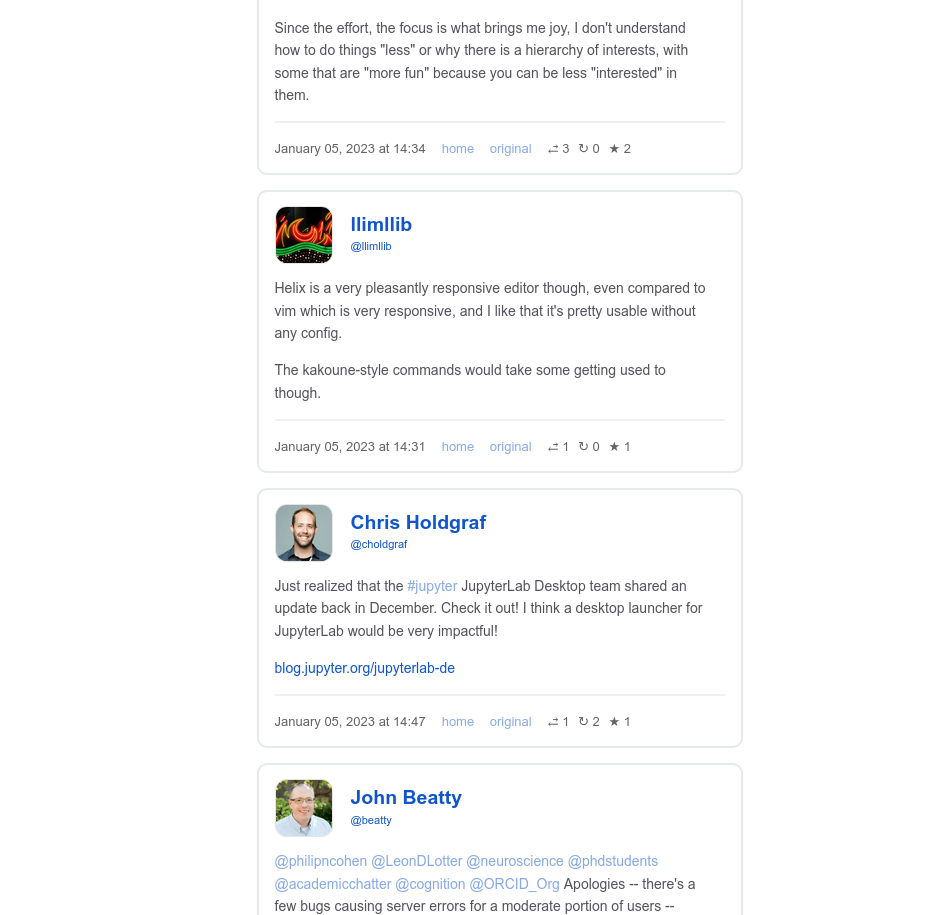 Since the effort, the focus is what brings me joy, I don't understand
how to do things "less" or why there is a hierarchy of interests, with
some that are "more fun" because you can be less "interested" in
them.
January 05, 2023 at 14:34 home original ⥂ 3 ↻ 0 ★ 2
llimllib
@llimllib
Helix is a very pleasantly responsive editor though, even compared to
vim which is very responsive, and I like that it's pretty usable without
any config.
The kakoune-style commands would take some getting used to
though.
January 05, 2023 at 14:31 home original ⥂ 1 ↻ 0 ★ 1
Chris Holdgraf
@choldgraf
Just realized that the #jupyter JupyterLab Desktop team shared an
update back in December. Check it out! I think a desktop launcher for
JupyterLab would be very impactful!
blog.jupyter.org/jupyterlab-de
January 05, 2023 at 14:47 home original ⥂ 1 ↻ 2 ★ 1
John Beatty
@beatty
@philipncohen @LeonDLotter @neuroscience @phdstudents
@academicchatter @cognition @ORCID_Org Apologies -- there's a
few bugs causing server errors for a moderate portion of users --